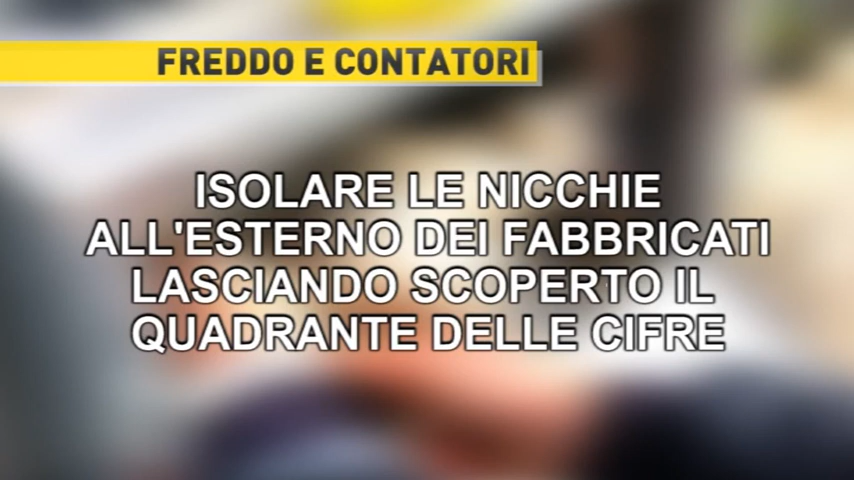 FREDDO E CONTATORI
ISOLARE LE NICCHIE
ALL'ESTERNO DEI FABBRICATI
LASCIANDO SCOPERTO IL
QUADRANTE DELLE CIFRE